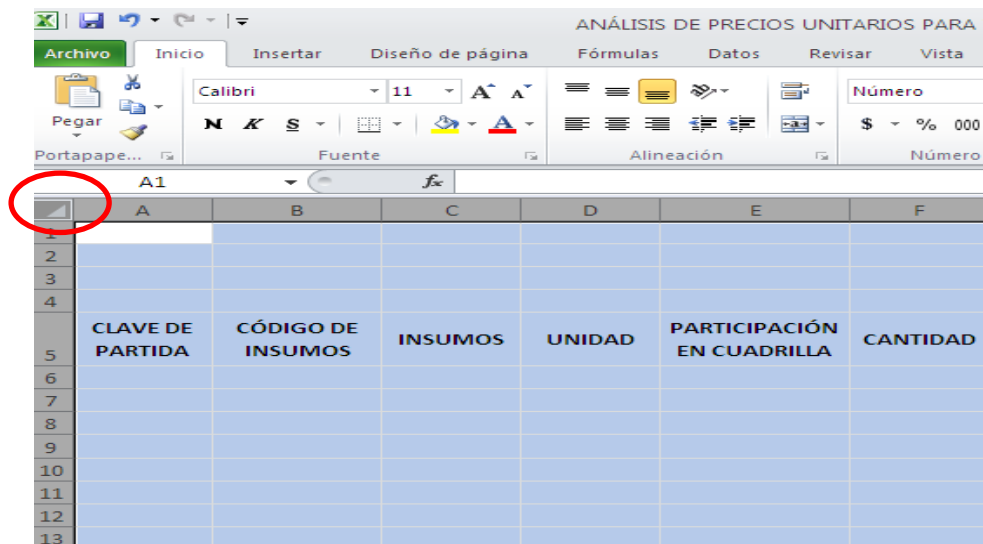 ANÁLISIS DE PRECIOS UNITARIOS PARA
Archivo Inicio Insertar Diseño de página Fórmulas Datos Revisar Vista
Calibri 11 A A Número
Pegar
N K S A $ % 000
Portapape... Fuente Alineación Número
A1 fx
A B C D E F
1
2
3
4
CLAVE DE CÓDIGO DE PARTICIPACIÓN
INSUMOS UNIDAD CANTIDAD
5 PARTIDA INSUMOS EN CUADRILLA
6
7
8
9
10
11
12
13